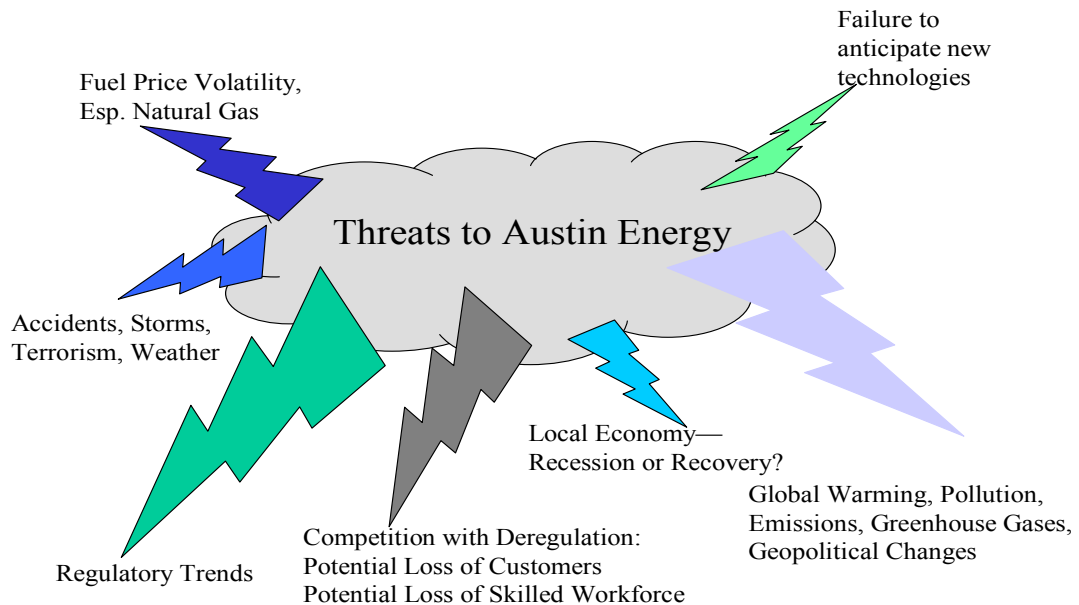 Failure to
anticipate new
technologies
Fuel Price Volatility,
Esp. Natural Gas
Threats to Austin Energy
Accidents, Storms,
Terrorism, Weather
Local Economy—
Recession or Recovery?
Global Warming, Pollution,
Emissions, Greenhouse Gases,
Geopolitical Changes
Competition with Deregulation:
Potential Loss of Customers
Potential Loss of Skilled Workforce
Regulatory Trends